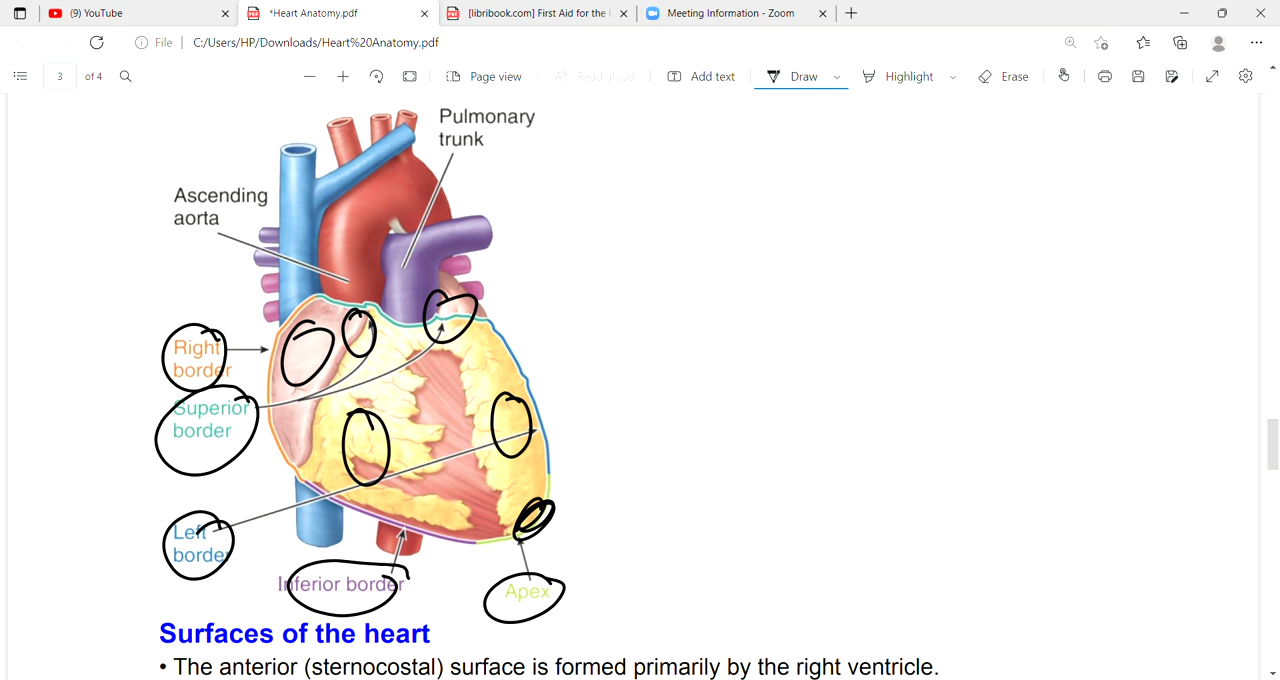 (9) YouTube
*Heart Anatomy.pdf
[libribook.com] First Aid for the
Meeting Information - Zoom
File
C:/Users/HP/Downloads/Heart%20Anatomy.pdf
3 of 4
Page view
Read aloud
Add text
Draw
Highlight
Erase
Pulmonary
trunk
Ascending
aorta
Right
border
Superior
border
Left
border
Inferior border
Apex
Surfaces of the heart
• The anterior (sternocostal) surface is formed primarily by the right ventricle.